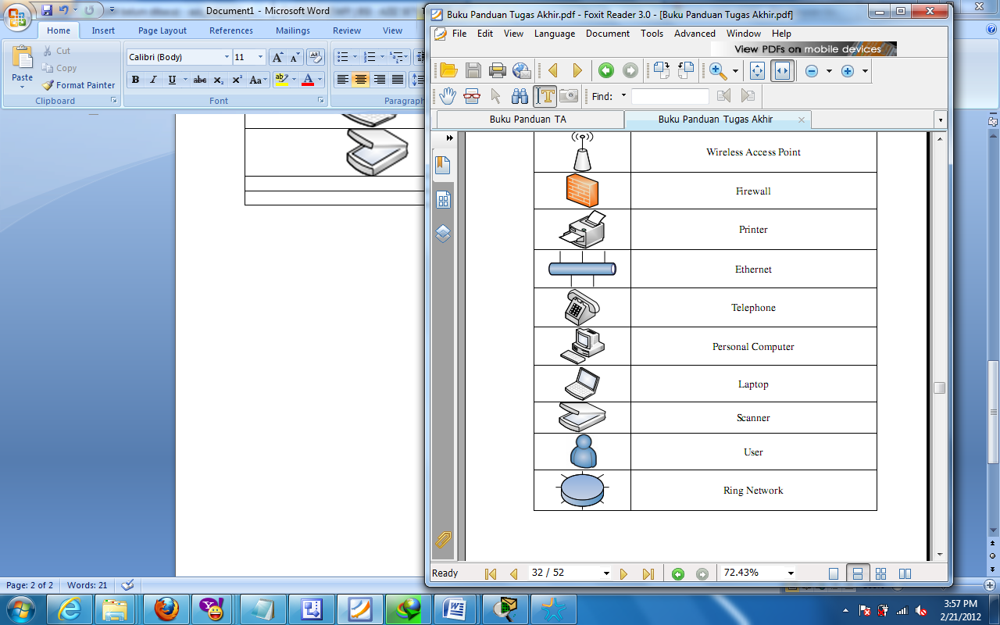 Document1 - Microsoft Word
Home Insert Page Layout References Mailings Review View
Paste
Cut
Copy
Format Painter
Clipboard
Calibri (Body) 11
Font
Paragraph
Buku Panduan Tugas Akhir.pdf - Foxit Reader 3.0 - [Buku Panduan Tugas Akhir.pdf]
File Edit View Language Document Tools Advanced Window Help
View PDFs on mobile devices
Find:
Buku Panduan TA
Buku Panduan Tugas Akhir
Wireless Access Point
Firewall
Printer
Ethernet
Telephone
Personal Computer
Laptop
Scanner
User
Ring Network
Ready
32 / 52
72.43%
Page: 2 of 2
Words: 21
3:57 PM
2/21/2012